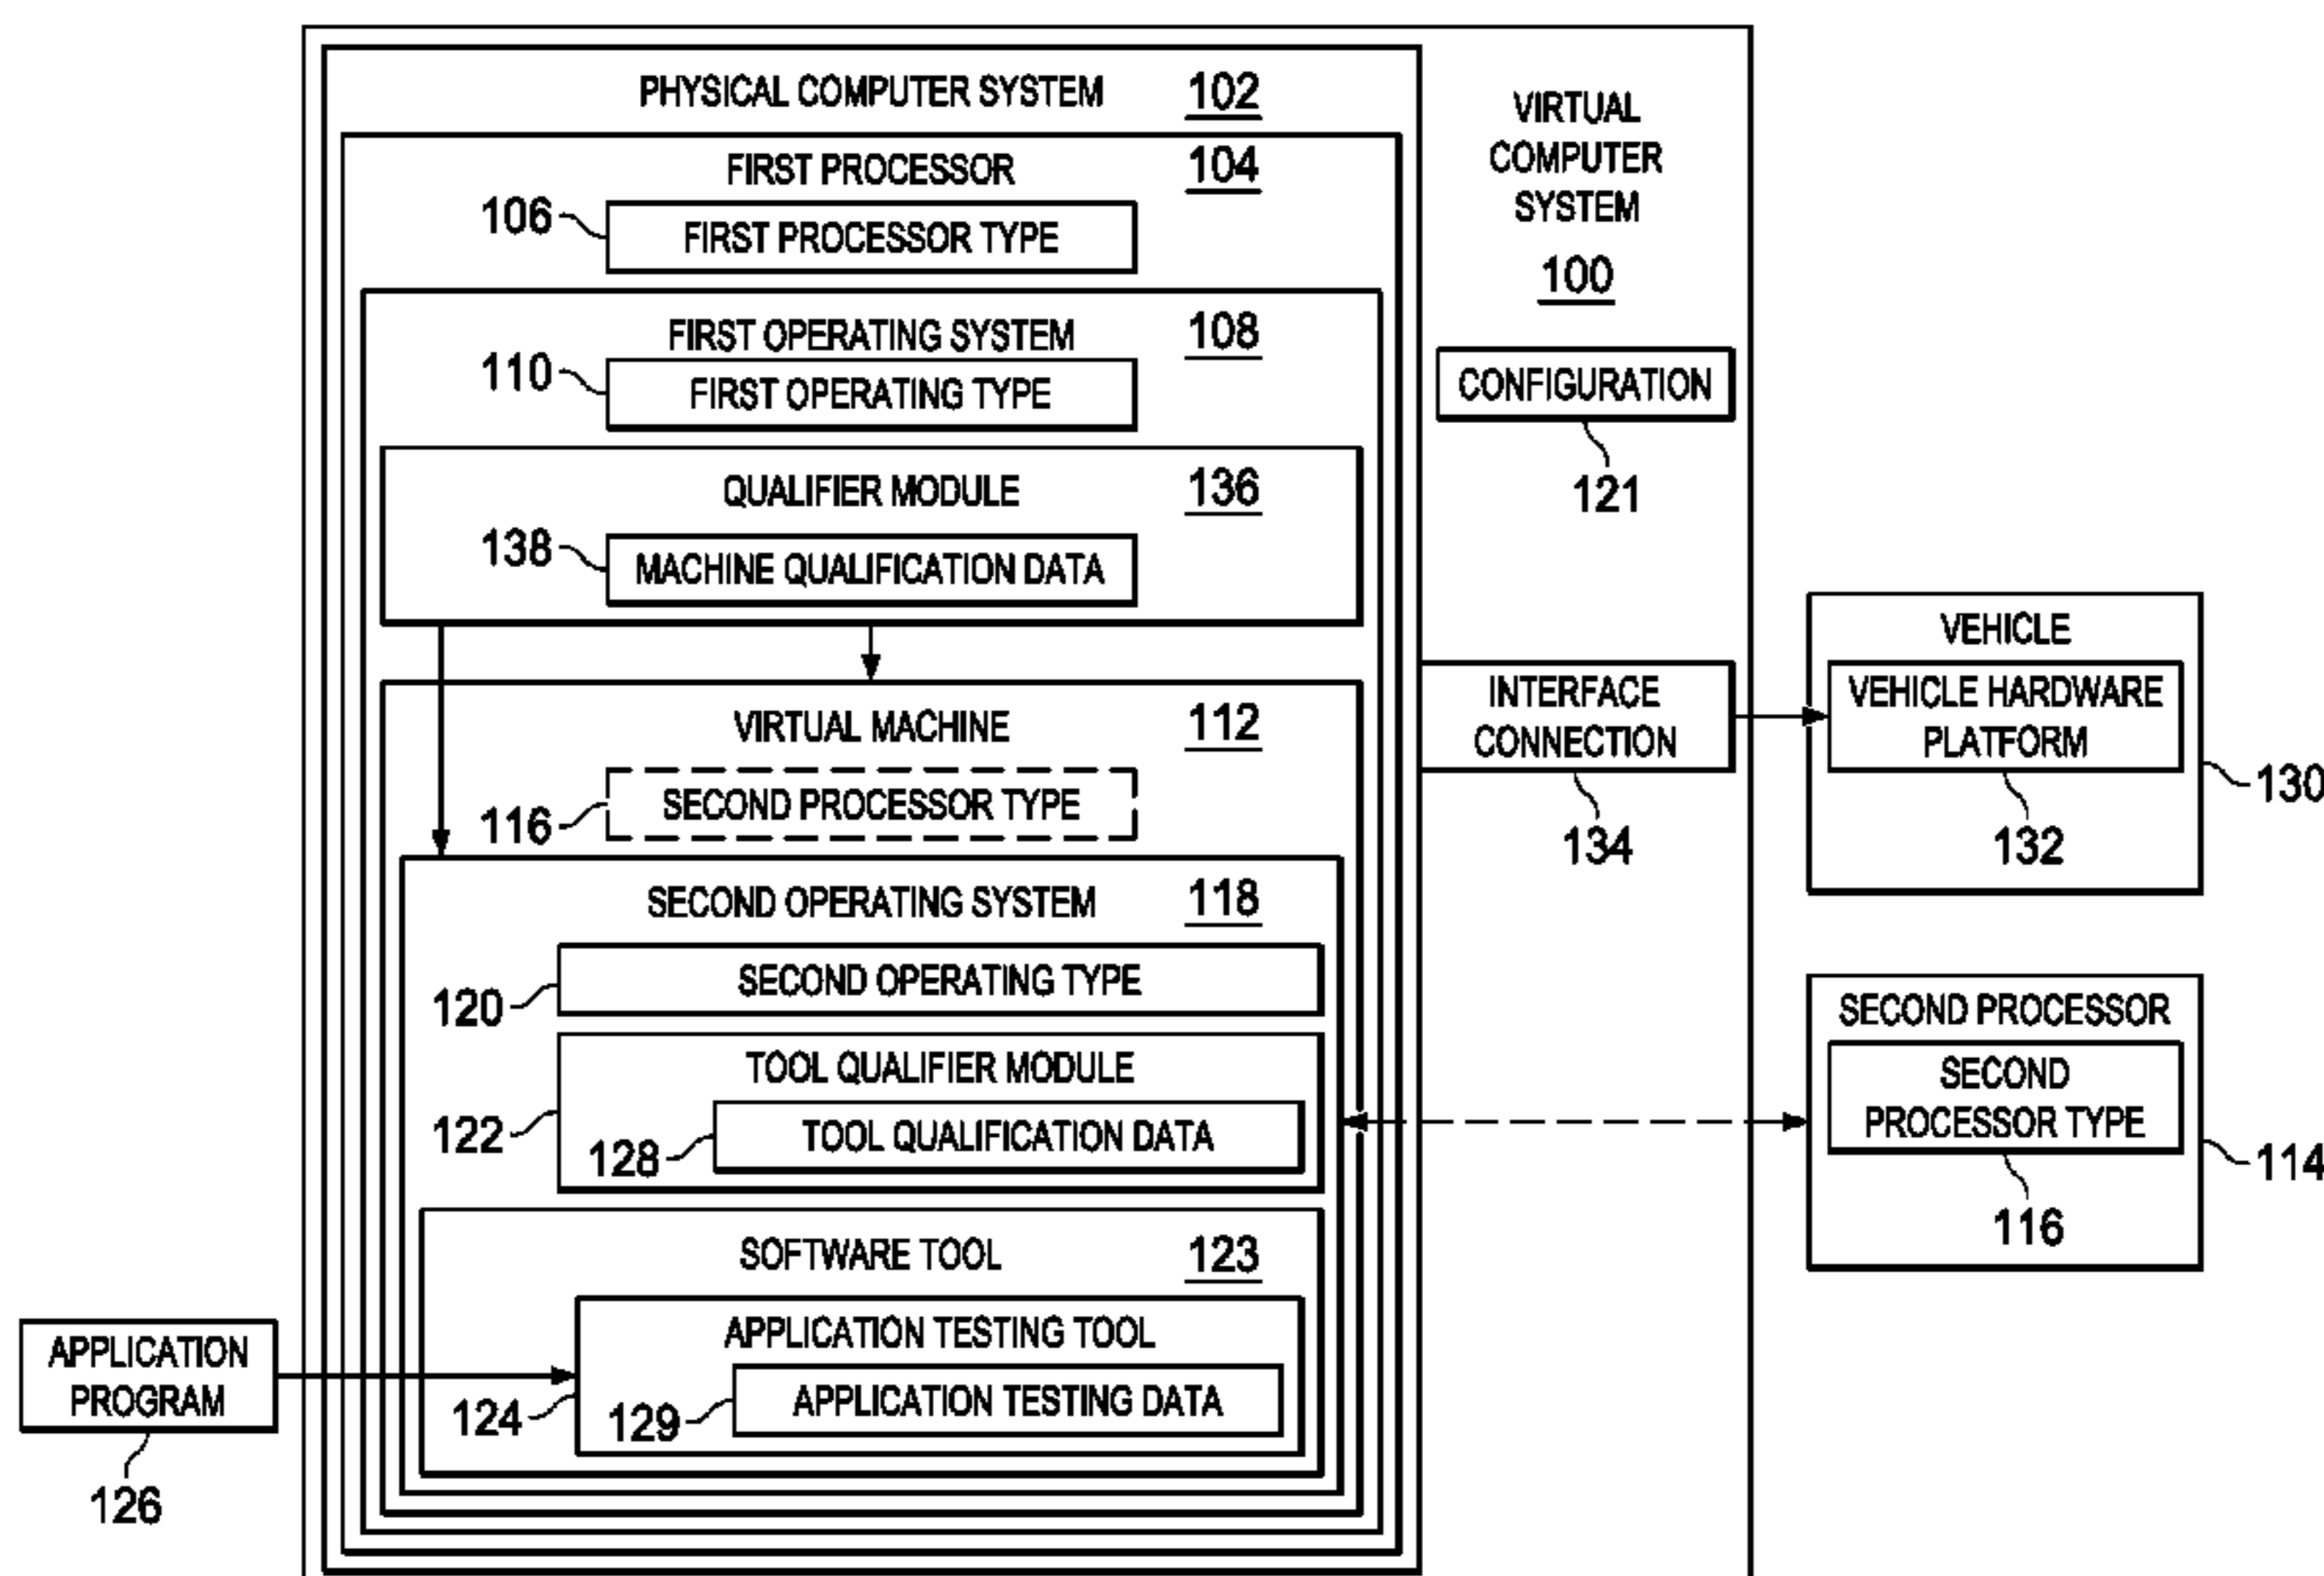 PHYSICAL COMPUTER SYSTEM 102
FIRST PROCESSOR 104
106 FIRST PROCESSOR TYPE
FIRST OPERATING SYSTEM 108
110 FIRST OPERATING TYPE
QUALIFIER MODULE 136
138 MACHINE QUALIFICATION DATA
VIRTUAL MACHINE 112
116 SECOND PROCESSOR TYPE
SECOND OPERATING SYSTEM 118
120 SECOND OPERATING TYPE
TOOL QUALIFIER MODULE
122
128 TOOL QUALIFICATION DATA
SOFTWARE TOOL 123
APPLICATION TESTING TOOL
124
129 APPLICATION TESTING DATA
APPLICATION
PROGRAM
126
VIRTUAL
COMPUTER
SYSTEM
100
CONFIGURATION
121
INTERFACE
CONNECTION
134
VEHICLE
VEHICLE HARDWARE
PLATFORM
132
130
SECOND PROCESSOR
SECOND
PROCESSOR TYPE
116
114